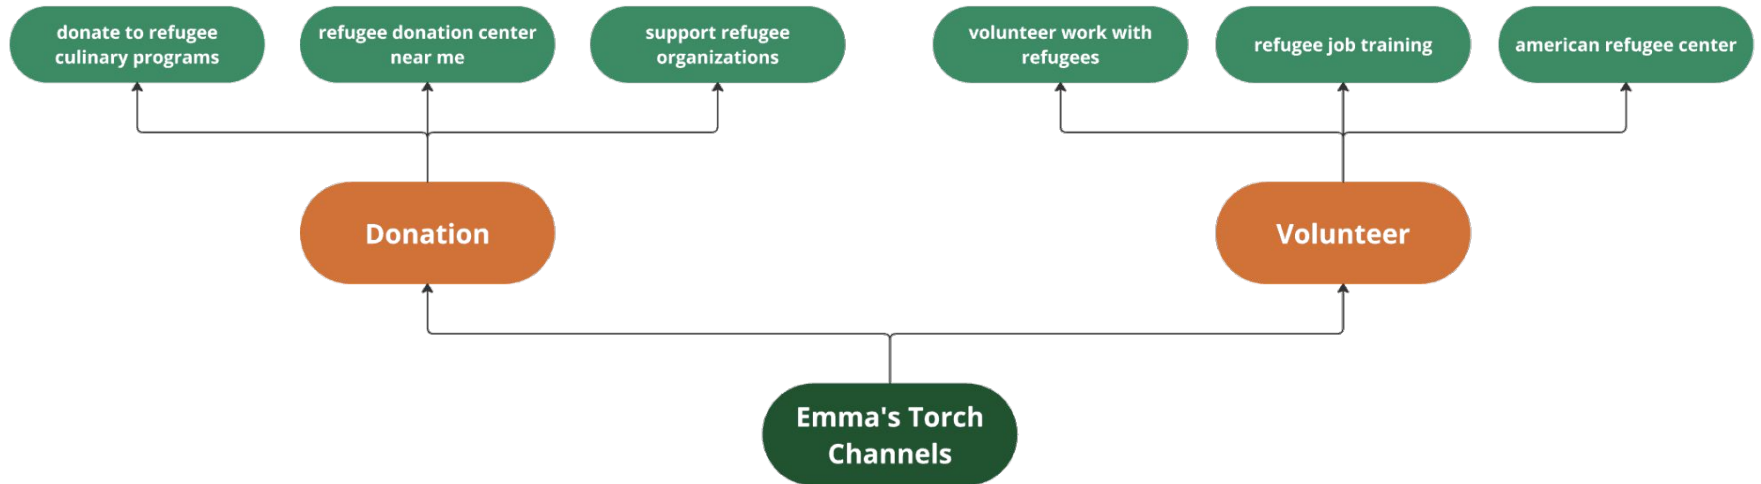 donate to refugee
culinary programs
refugee donation center
near me
support refugee
organizations
volunteer work with
refugees
refugee job training
american refugee center
Donation
Volunteer
Emma's Torch
Channels